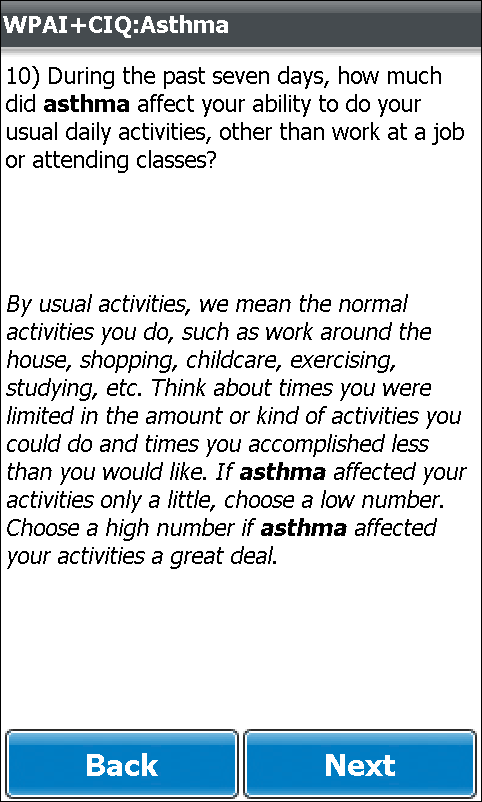 WPAI+CIQ:Asthma
10) During the past seven days, how much
did asthma affect your ability to do your
usual daily activities, other than work at a job
or attending classes?
By usual activities, we mean the normal
activities you do, such as work around the
house, shopping, childcare, exercising,
studying, etc. Think about times you were
limited in the amount or kind of activities you
could do and times you accomplished less
than you would like. If asthma affected your
activities only a little, choose a low number.
Choose a high number if asthma affected
your activities a great deal.
Back Next